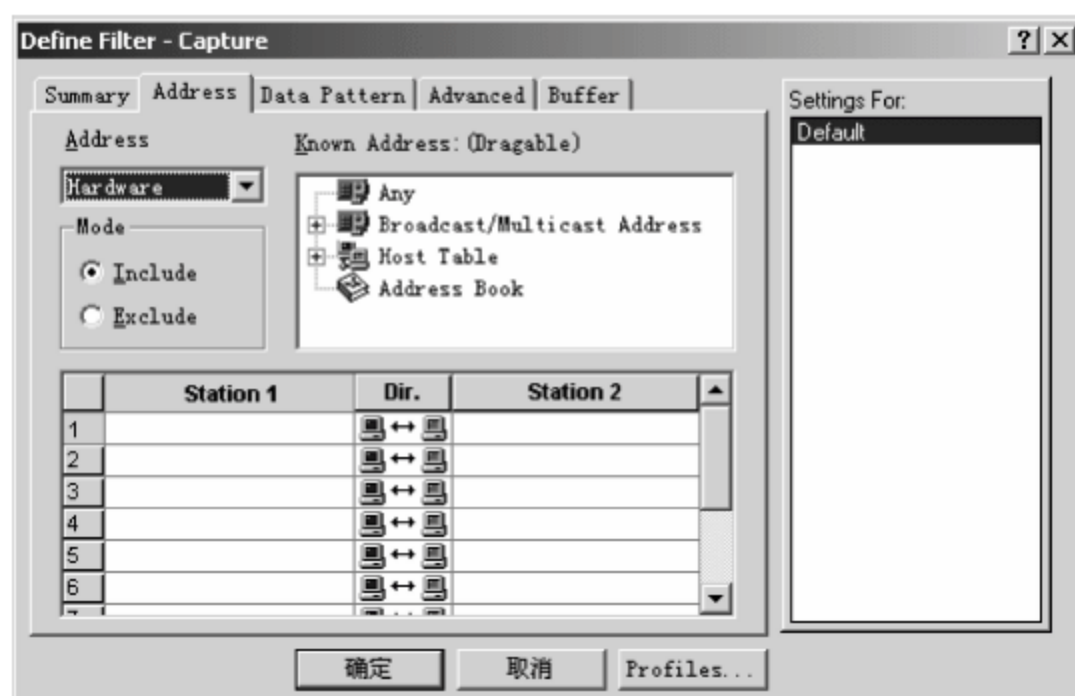 Define Filter - Capture
Summary Address Data Pattern Advanced Buffer
Address
Hardware
Mode
Include
Exclude
Known Address: (Dragable)
Any
Broadcast/Multicast Address
Host Table
Address Book
Station 1 Dir. Station 2
1
2
3
4
5
6
Settings For:
Default
确定 取消 Profiles...